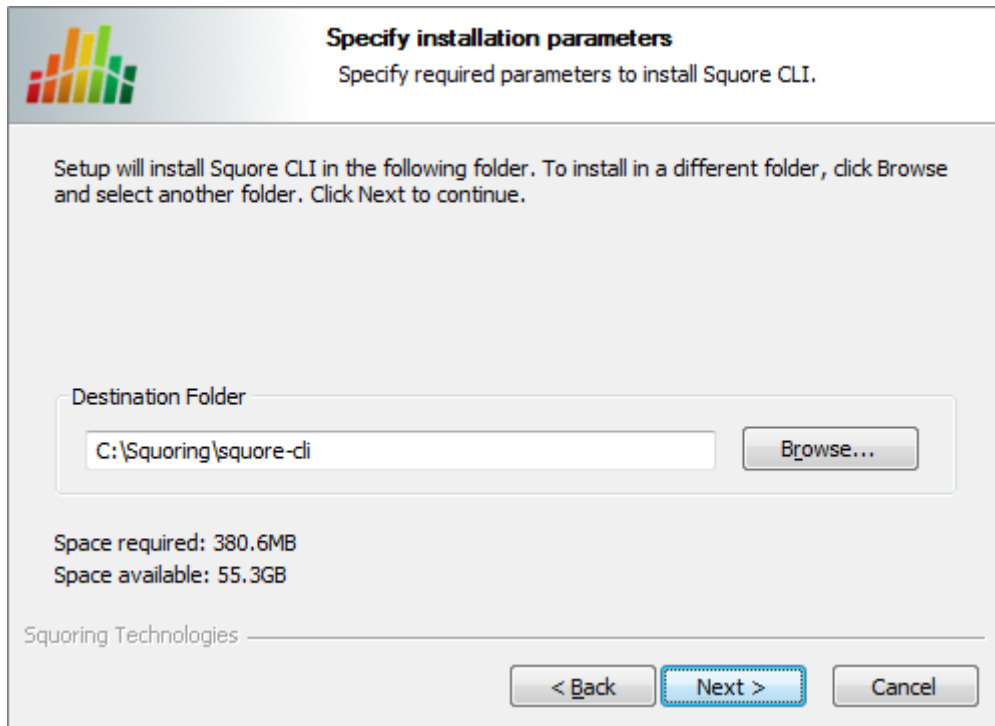 Specify installation parameters
Specify required parameters to install Squore CLI.
Setup will install Squore CLI in the following folder. To install in a different folder, click Browse
and select another folder. Click Next to continue.
Destination Folder
C:\Squoring\squore-cli
Browse...
Space required: 380.6MB
Space available: 55.3GB
Squoring Technologies
< Back
Next >
Cancel